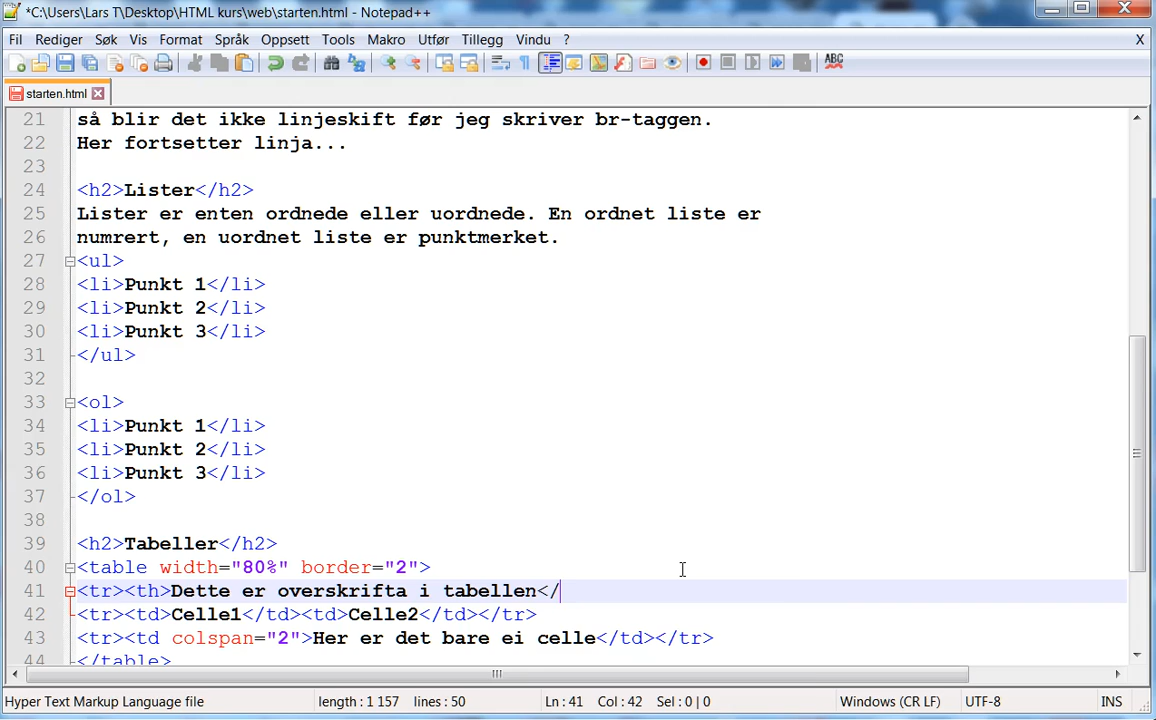 *C:\Users\Lars T\Desktop\HTML kurs\web\starten.html - Notepad++
Fil Rediger Søk Vis Format Språk Oppsett Tools Makro Utfør Tillegg Vindu ? X
ABC
starten.html
21 så blir det ikke linjeskift før jeg skriver br-taggen.
22 Her fortsetter linja...
23
24 <h2>Lister</h2>
25 Lister er enten ordnede eller uordnede. En ordnet liste er
26 numrert, en uordnet liste er punktmerket.
27 <ul>
28 <li>Punkt 1</li>
29 <li>Punkt 2</li>
30 <li>Punkt 3</li>
31 </ul>
32
33 <ol>
34 <li>Punkt 1</li>
35 <li>Punkt 2</li>
36 <li>Punkt 3</li>
37 </ol>
38
39 <h2>Tabeller</h2>
40 <table width="80%" border="2">
41 <tr><th>Dette er overskrifta i tabellen</
42 <tr><td>Celle1</td><td>Celle2</td></tr>
43 <tr><td colspan="2">Her er det bare ei celle</td></tr>
44 </table>
Hyper Text Markup Language file length : 1 157 lines : 50 Ln : 41 Col : 42 Sel : 0 | 0 Windows (CR LF) UTF-8 INS